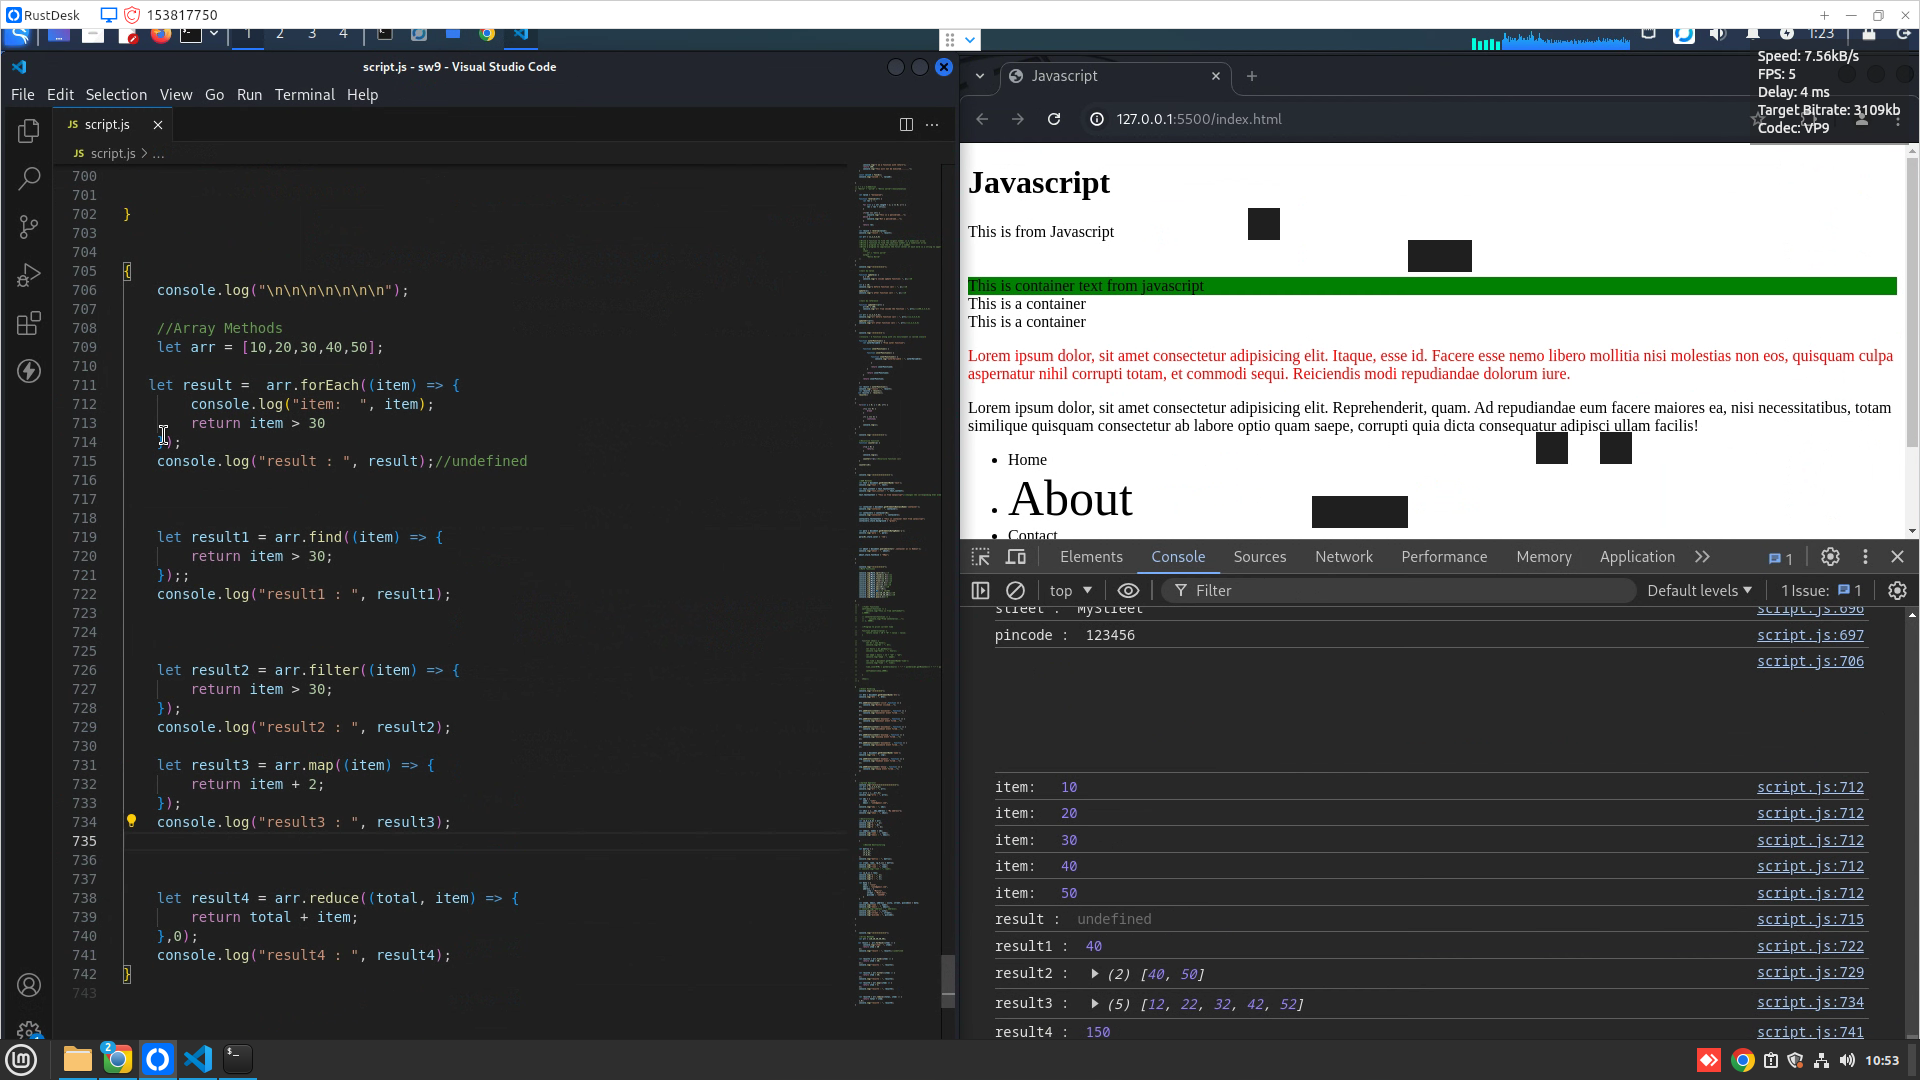 RustDesk
153817750
1
2
3
4
1:23
script.js - sw9 - Visual Studio Code
File Edit Selection View Go Run Terminal Help
JS script.js
JS script.js > ...
700
701
702 }
703
704
705 {
706 console.log("\n\n\n\n\n\n\n");
707
708 //Array Methods
709 let arr = [10,20,30,40,50];
710
711 let result =  arr.forEach((item) => {
712 console.log("item:  ", item);
713 return item > 30
714 });
715 console.log("result : ", result);//undefined
716
717
718
719 let result1 = arr.find((item) => {
720 return item > 30;
721 });;
722 console.log("result1 : ", result1);
723
724
725
726 let result2 = arr.filter((item) => {
727 return item > 30;
728 });
729 console.log("result2 : ", result2);
730
731 let result3 = arr.map((item) => {
732 return item + 2;
733 });
734 console.log("result3 : ", result3);
735
736
737
738 let result4 = arr.reduce((total, item) => {
739 return total + item;
740 },0);
741 console.log("result4 : ", result4);
742 }
743
Javascript
127.0.0.1:5500/index.html
Speed: 7.56kB/s
FPS: 5
Delay: 4 ms
Target Bitrate: 3109kb
Codec: VP9
Javascript
This is from Javascript
This is container text from javascript
This is a container
This is a container
Lorem ipsum dolor, sit amet consectetur adipisicing elit. Itaque, esse id. Facere esse nemo libero mollitia nisi molestias non eos, quisquam culpa
aspernatur nihil corrupti totam, et commodi sequi. Reiciendis modi repudiandae dolorum iure.
Lorem ipsum dolor, sit amet consectetur adipisicing elit. Reprehenderit, quam. Ad repudiandae eum facere maiores ea, nisi necessitatibus, totam
similique quisquam consectetur ab labore optio quam saepe, corrupti quia dicta consequatur adipisci ullam facilis!
Home
About
Contact
Elements Console Sources Network Performance Memory Application 1
top Filter Default levels 1 Issue: 1
street :  MyStreet script.js:696
pincode :  123456 script.js:697
script.js:706
item:   10 script.js:712
item:   20 script.js:712
item:   30 script.js:712
item:   40 script.js:712
item:   50 script.js:712
result :  undefined script.js:715
result1 :  40 script.js:722
result2 :  (2) [40, 50] script.js:729
result3 :  (5) [12, 22, 32, 42, 52] script.js:734
result4 :  150 script.js:741
2
10:53